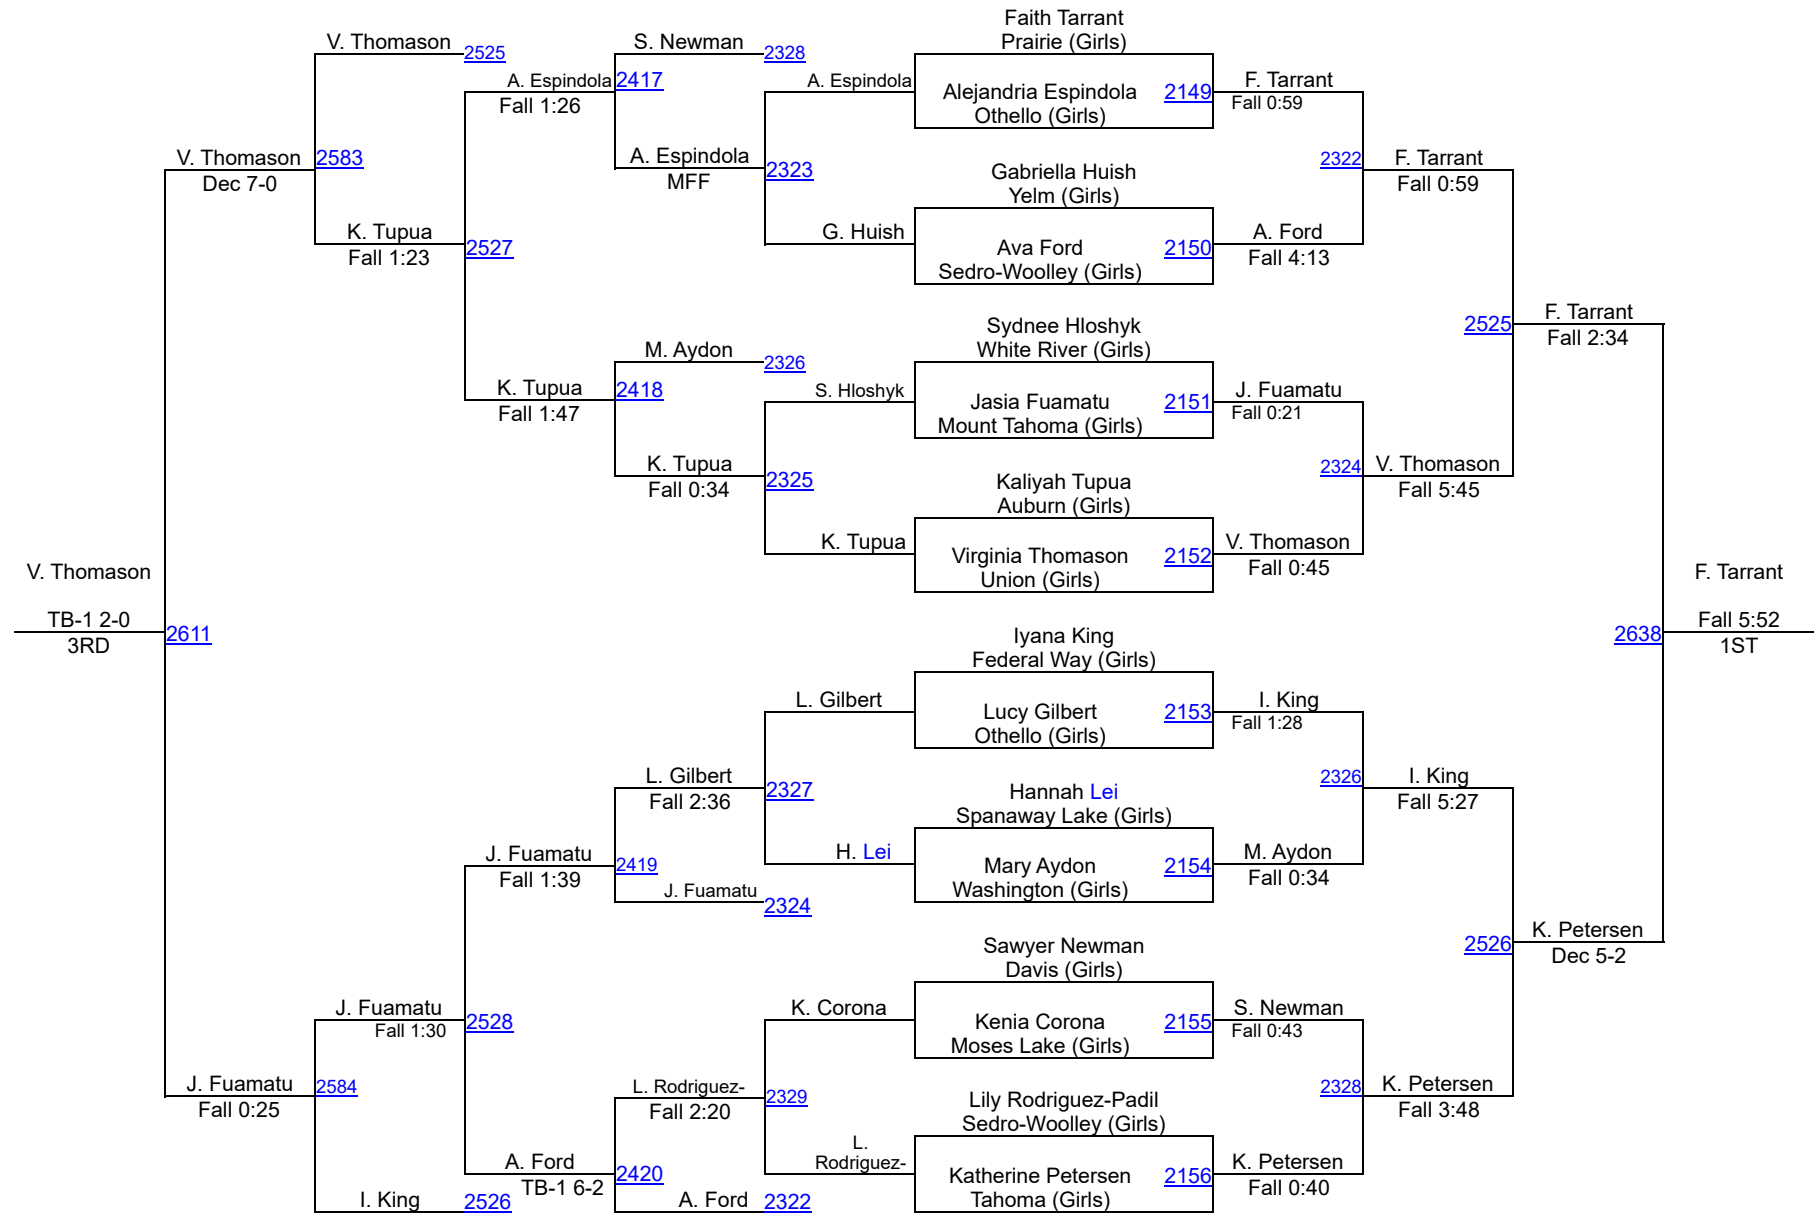 Faith Tarrant
V. Thomason
S. Newman
Prairie (Girls)
2525
2328
A. Espindola
2417
A. Espindola
F. Tarrant
Fall 1:26
Alejandria Espindola
2149
Fall 0:59
Othello (Girls)
V. Thomason
2583
A. Espindola
2323
2322
F. Tarrant
Dec 7-0
MFF
Gabriella Huish
Fall 0:59
Yelm (Girls)
K. Tupua
G. Huish
A. Ford
Fall 1:23
2527
Ava Ford
2150
Fall 4:13
Sedro-Woolley (Girls)
Sydnee Hloshyk
2525
F. Tarrant
M. Aydon
White River (Girls)
Fall 2:34
2326
K. Tupua
2418
S. Hloshyk
J. Fuamatu
Fall 1:47
Jasia Fuamatu
2151
Fall 0:21
Mount Tahoma (Girls)
K. Tupua
2325
2324
V. Thomason
Fall 0:34
Kaliyah Tupua
Fall 5:45
Auburn (Girls)
K. Tupua
V. Thomason
Virginia Thomason
2152
Fall 0:45
V. Thomason
Union (Girls)
F. Tarrant
TB-1 2-0
Fall 5:52
3RD
2611
2638
1ST
Iyana King
Federal Way (Girls)
L. Gilbert
I. King
Lucy Gilbert
2153
Fall 1:28
Othello (Girls)
L. Gilbert
2327
2326
I. King
Fall 2:36
Hannah Lei
Fall 5:27
Spanaway Lake (Girls)
J. Fuamatu
2419
H. Lei
M. Aydon
Fall 1:39
Mary Aydon
2154
Fall 0:34
J. Fuamatu
Washington (Girls)
2324
Sawyer Newman
2526
K. Petersen
Davis (Girls)
Dec 5-2
J. Fuamatu
2528
K. Corona
S. Newman
Fall 1:30
Kenia Corona
2155
Fall 0:43
Moses Lake (Girls)
J. Fuamatu
2584
L. Rodriguez-
2329
2328
K. Petersen
Fall 0:25
Fall 2:20
Lily Rodriguez-Padil
Fall 3:48
Sedro-Woolley (Girls)
L.
Rodriguez-
K. Petersen
A. Ford
2420
Katherine Petersen
2156
Fall 0:40
TB-1 6-2
I. King
2526
A. Ford
2322
Tahoma (Girls)